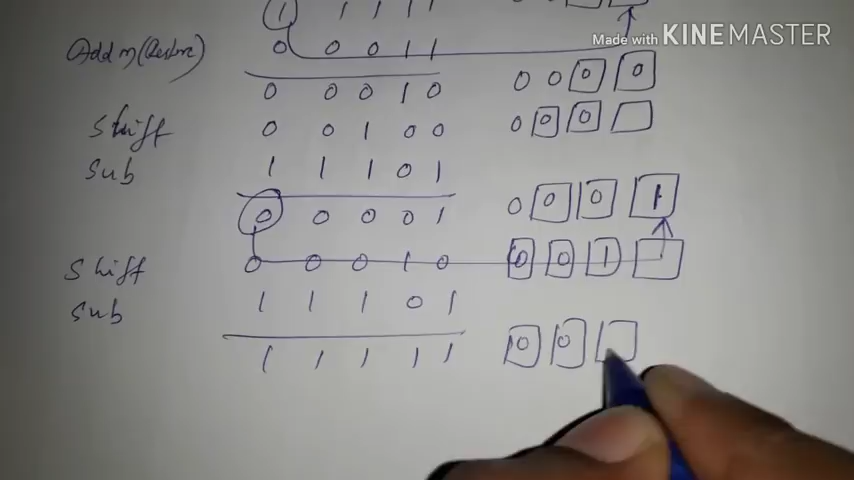 1 1 1 1 1
Made with KINEMASTER
Add m (Restore) 0 0 0 1 1
0 0 0 1 0 0 0 0 0
Shift 0 0 1 0 0 0 0 0
Sub 1 1 1 0 1
0 0 0 0 1 0 0 0 1
Shift 0 0 0 1 0 0 0 1
Sub 1 1 1 0 1
1 1 1 1 1 0 0